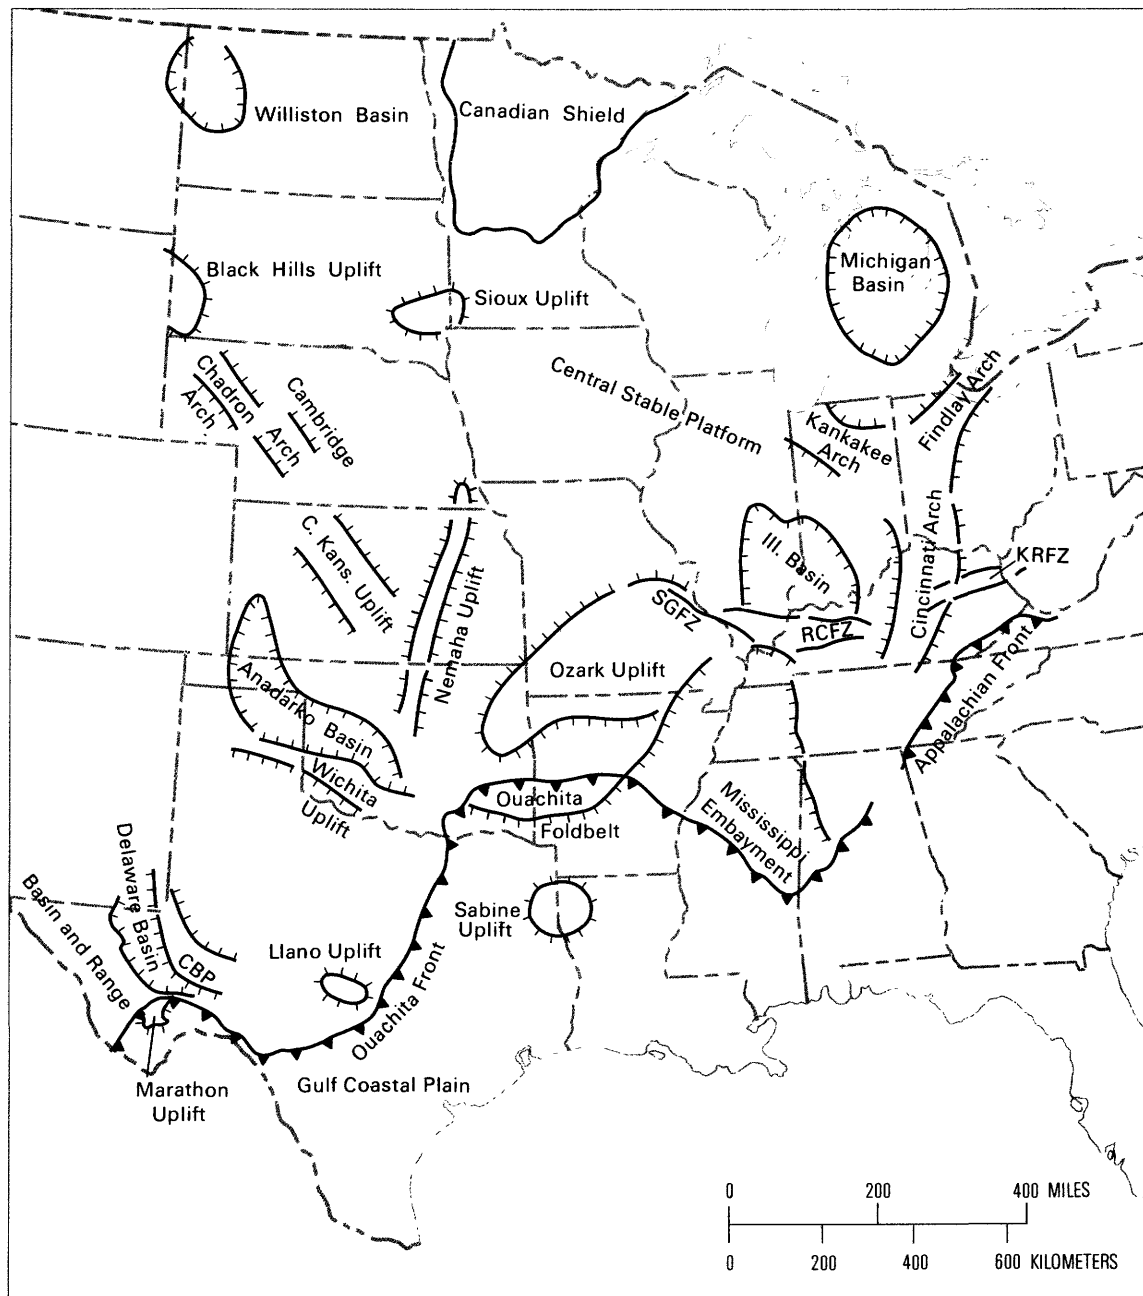 Williston Basin
Canadian Shield
Black Hills Uplift
Sioux Uplift
Michigan
Basin
Chadron
Arch
Cambridge
Arch
Central Stable Platform
Kankakee
Arch
Findlay Arch
C. Kans. Uplift
Nemaha Uplift
Ill. Basin
Cincinnati Arch
KRFZ
SGFZ
RCFZ
Ozark Uplift
Anadarko Basin
Appalachian Front
Wichita
Uplift
Ouachita
Foldbelt
Mississippi
Embayment
Delaware
Basin
Basin and Range
CBP
Sabine
Uplift
Llano Uplift
Ouachita Front
Marathon
Uplift
Gulf Coastal Plain
0 200 400 MILES
0 200 400 600 KILOMETERS